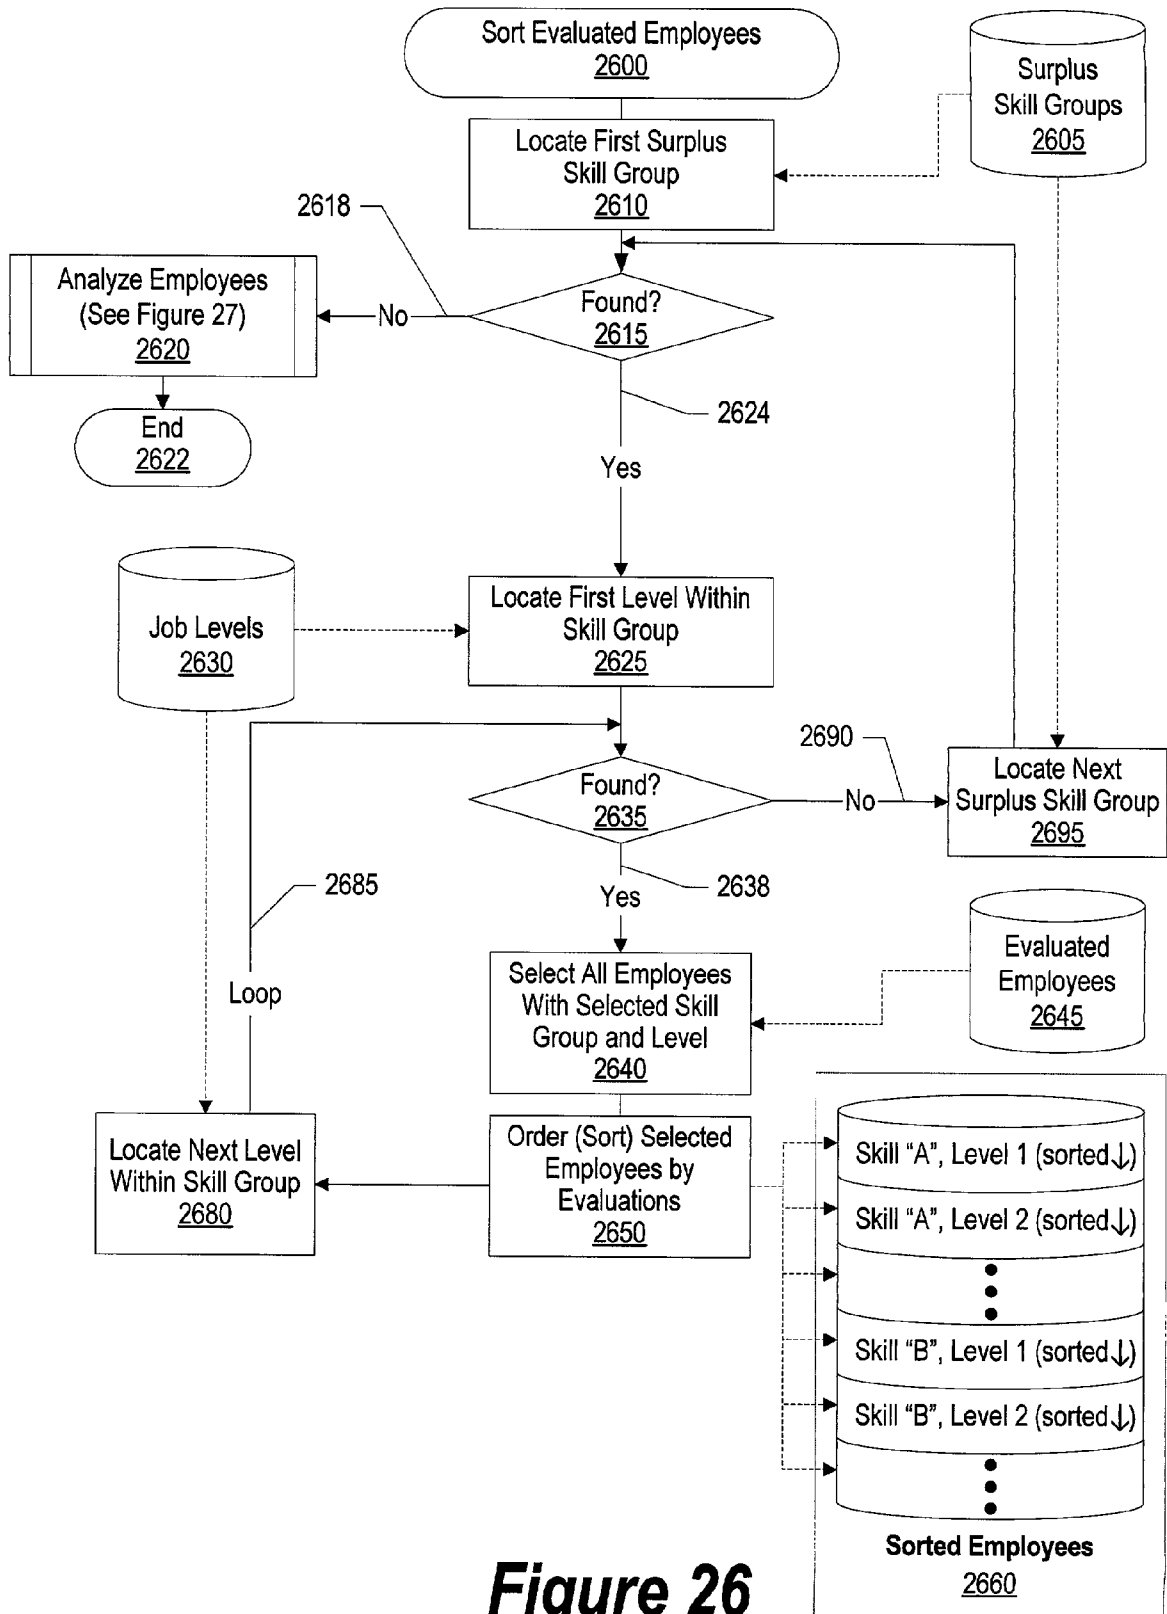 Sort Evaluated Employees
2600
Surplus
Skill Groups
2605
Locate First Surplus
Skill Group
2610
2618
Analyze Employees
(See Figure 27)
2620
No
Found?
2615
End
2622
2624
Yes
Job Levels
2630
Locate First Level Within
Skill Group
2625
2690
Found?
2635
No
Locate Next
Surplus Skill Group
2695
2685
2638
Yes
Loop
Select All Employees
With Selected Skill
Group and Level
2640
Evaluated
Employees
2645
Locate Next Level
Within Skill Group
2680
Order (Sort) Selected
Employees by
Evaluations
2650
Skill "A", Level 1 (sorted↓)
Skill "A", Level 2 (sorted↓)
Skill "B", Level 1 (sorted↓)
Skill "B", Level 2 (sorted↓)
Sorted Employees
2660
Figure 26